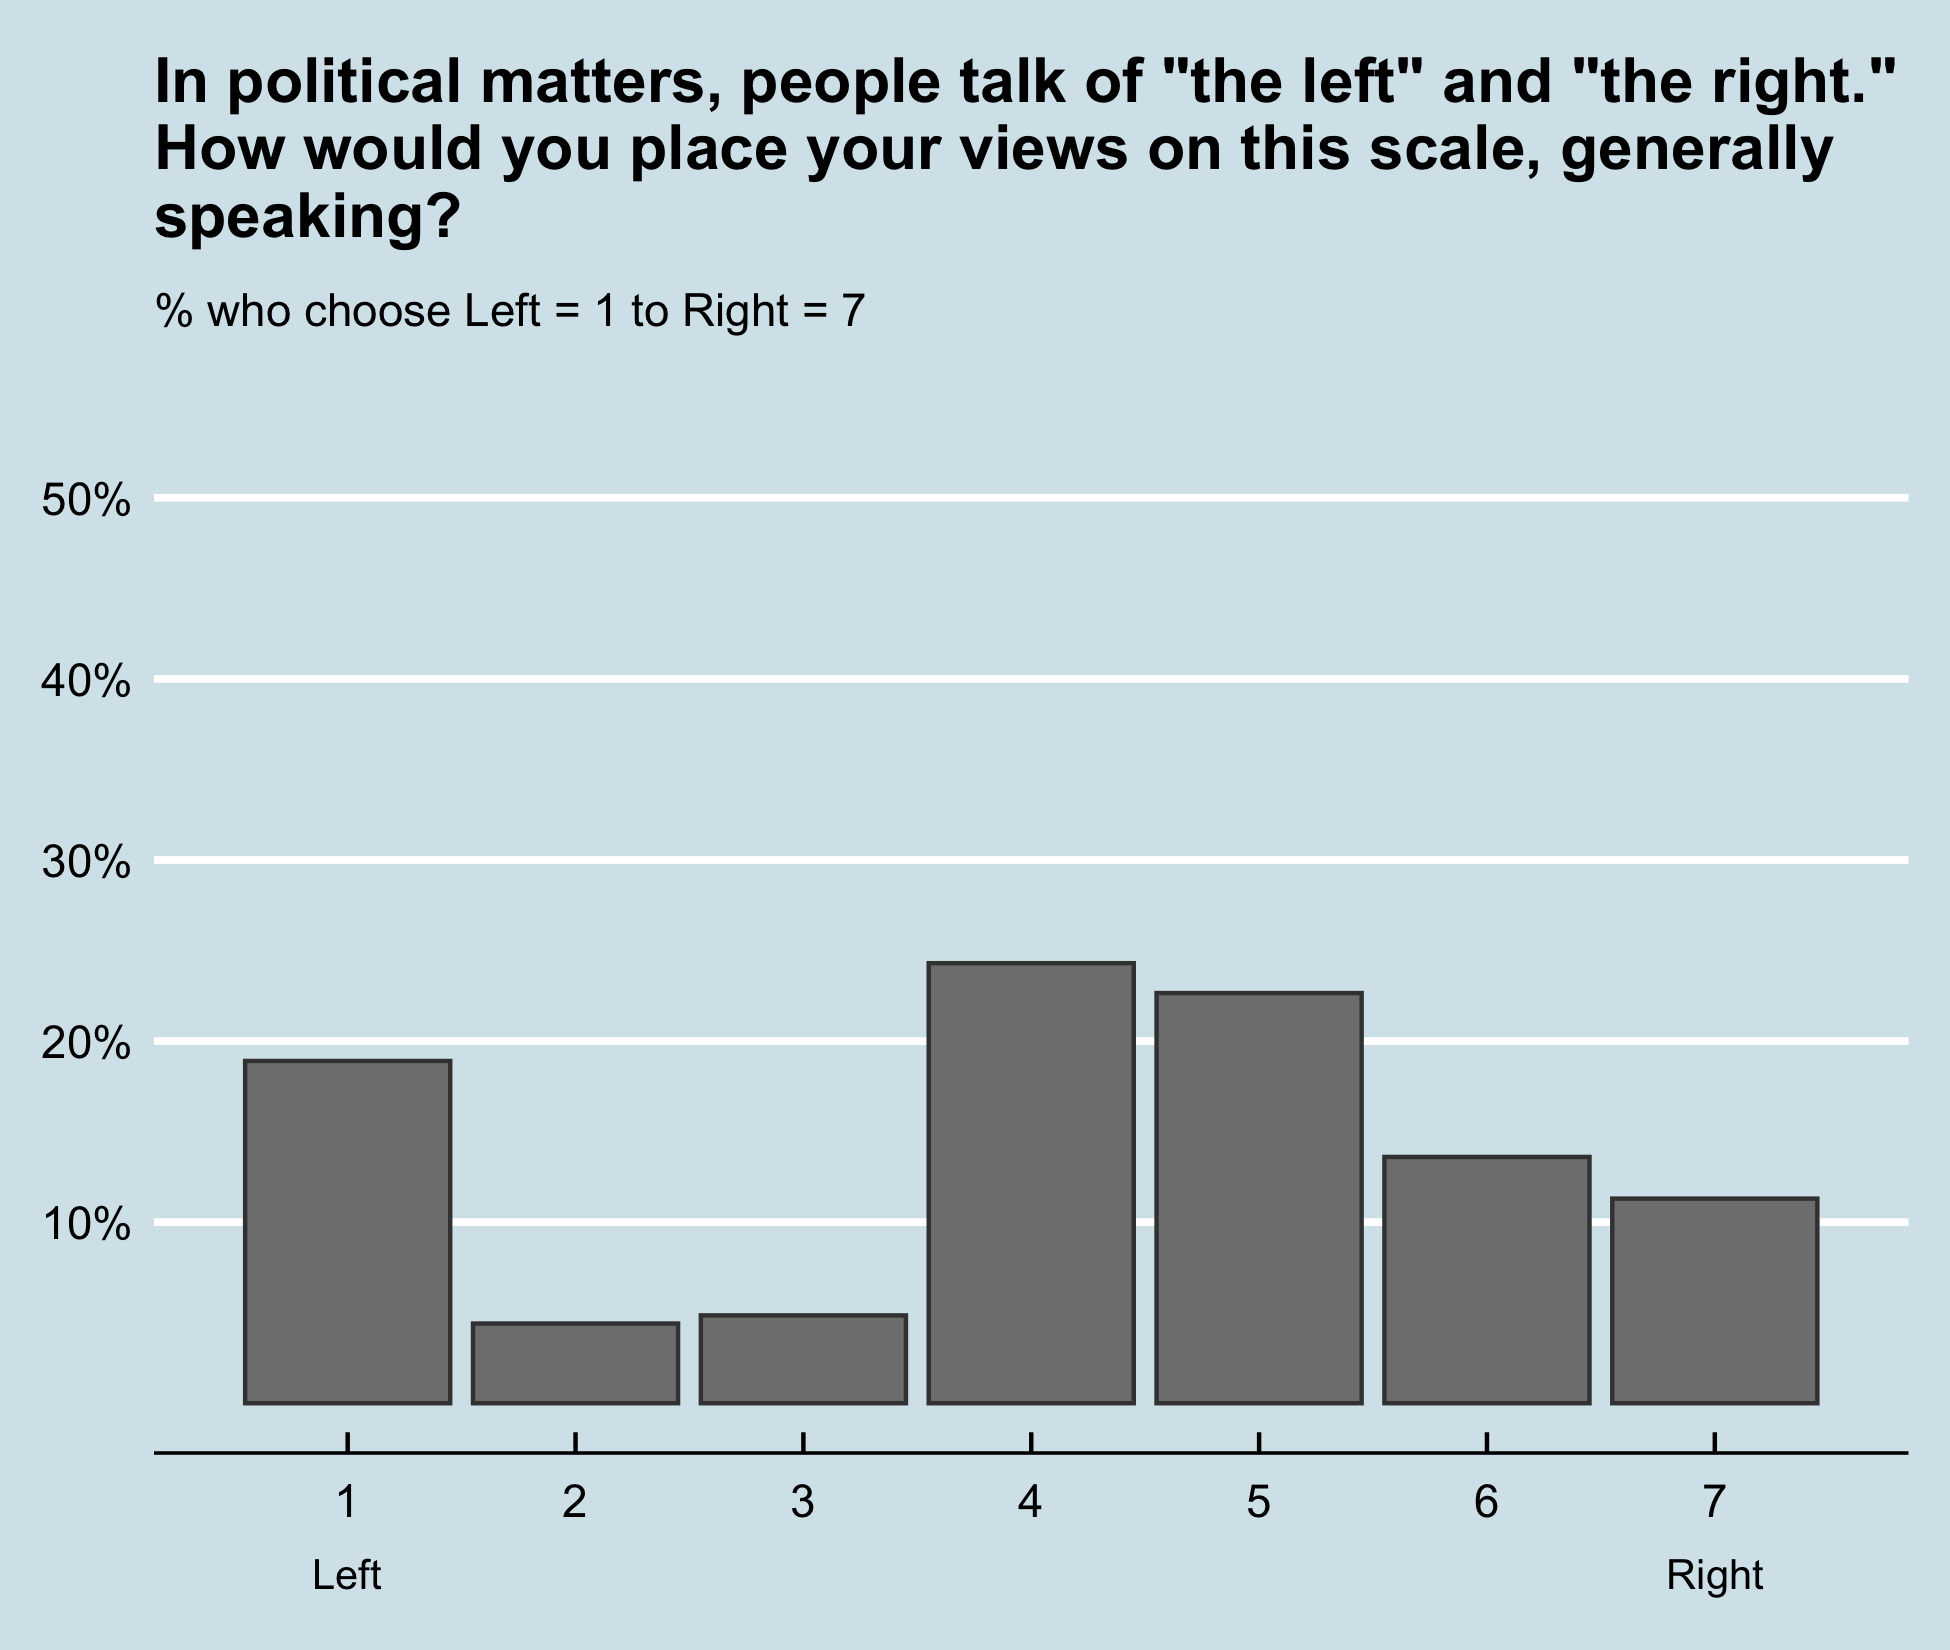 In political matters, people talk of "the left" and "the right."
How would you place your views on this scale, generally
speaking?
% who choose Left = 1 to Right = 7
50%
40%
30%
20%
10%
1 2 3 4 5 6 7
Left Right